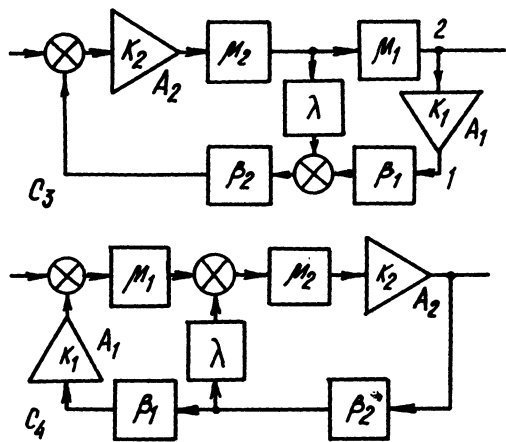 2
K₂
μ₂
μ₁
A₂
λ
K₁
A₁
β₂
β₁
1
C₃
μ₁
μ₂
K₂
A₂
A₁
K₁
λ
β₁
β₂
C₄